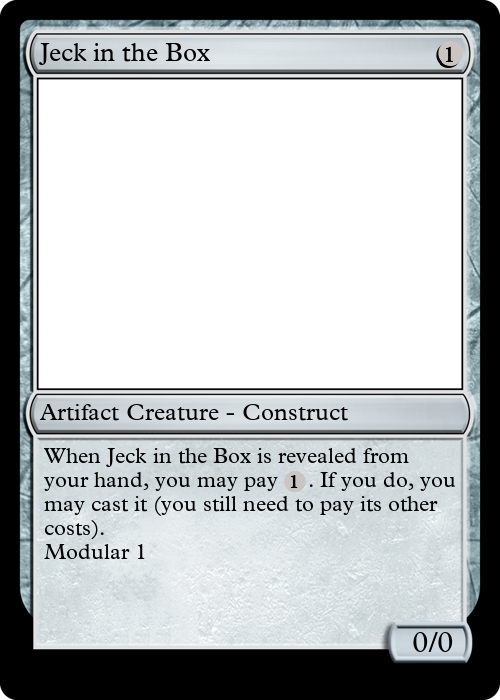 Jeck in the Box 1
Artifact Creature - Construct
When Jeck in the Box is revealed from
your hand, you may pay 1 . If you do, you
may cast it (you still need to pay its other
costs).
Modular 1
0/0